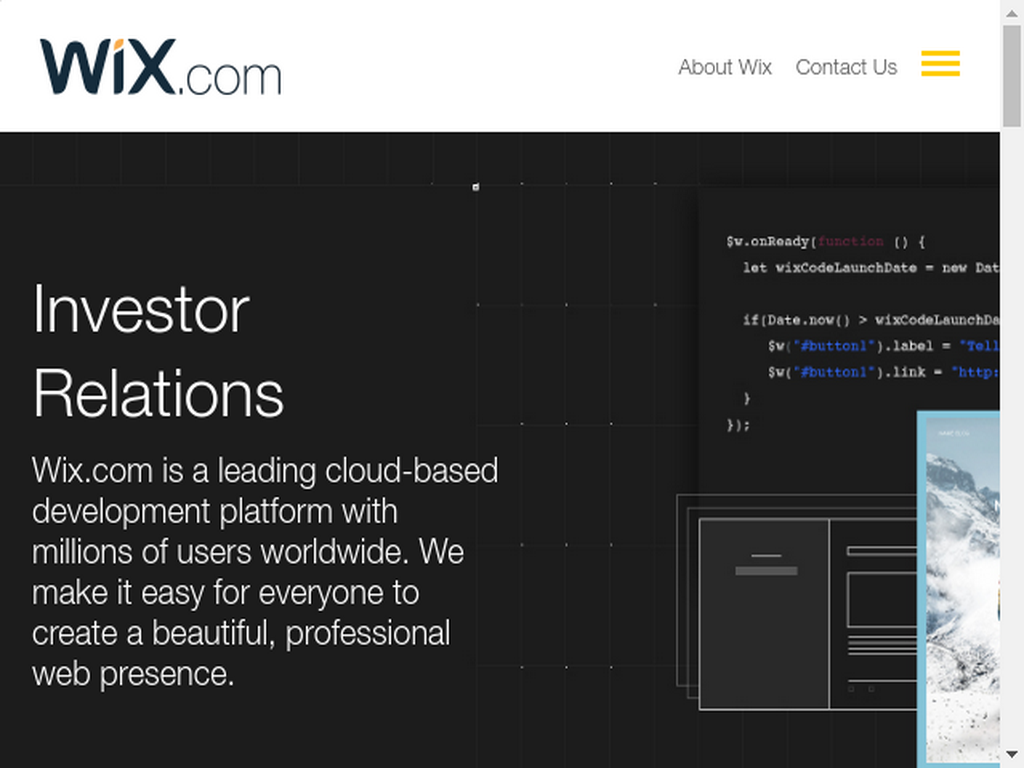 WiX.com
About Wix Contact Us
Investor
Relations
Wix.com is a leading cloud-based
development platform with
millions of users worldwide. We
make it easy for everyone to
create a beautiful, professional
web presence.
$w.onReady(function () {
let wixCodeLaunchDate = new Dat
if(Date.now() > wixCodeLaunchDa
$w("#button1").label = "Tell
$w("#button1").link = "http:
}
});